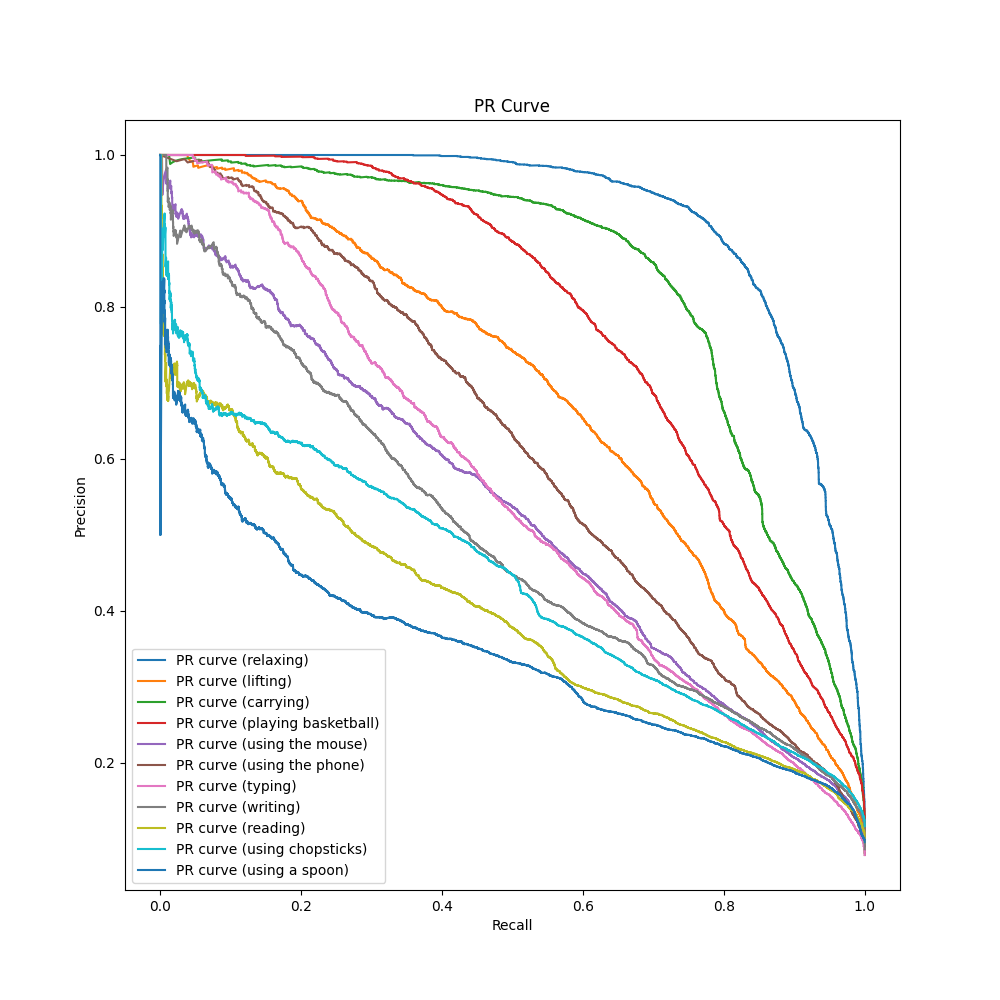 PR Curve
Precision
1.0
0.8
0.6
0.4
0.2
PR curve (relaxing)
PR curve (lifting)
PR curve (carrying)
PR curve (playing basketball)
PR curve (using the mouse)
PR curve (using the phone)
PR curve (typing)
PR curve (writing)
PR curve (reading)
PR curve (using chopsticks)
PR curve (using a spoon)
0.0 0.2 0.4 0.6 0.8 1.0
Recall